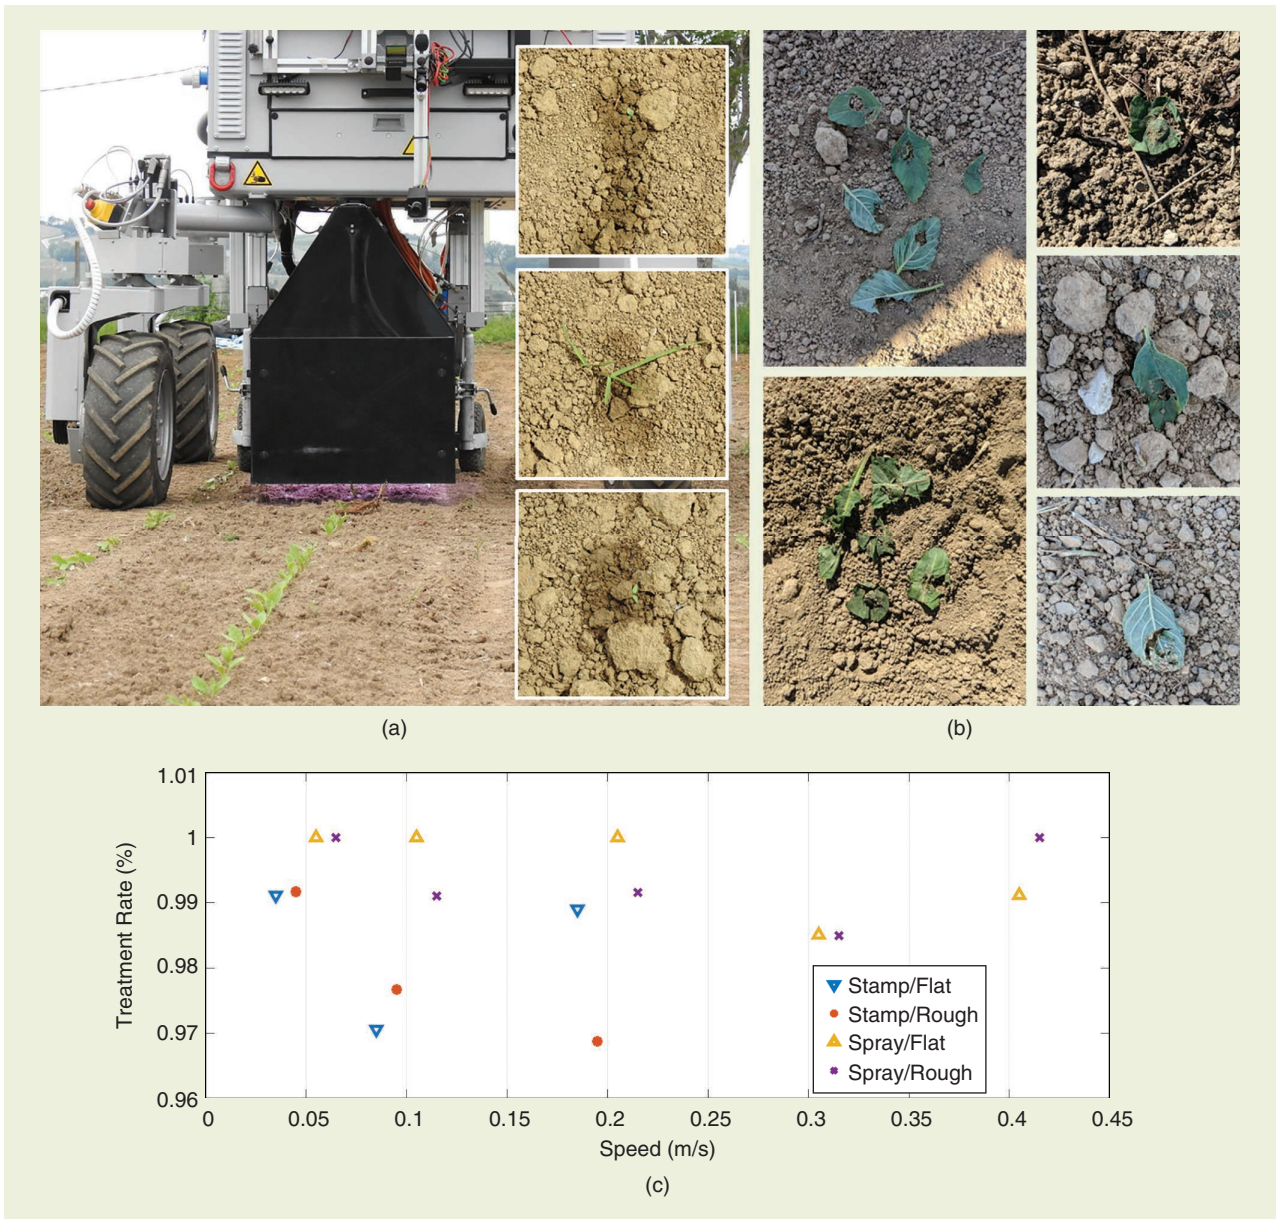 (a)
(b)
1.01
1
0.99
0.98
0.97
0.96
Treatment Rate (%)
Stamp/Flat
Stamp/Rough
Spray/Flat
Spray/Rough
0
0.05
0.1
0.15
0.2
0.25
0.3
0.35
0.4
0.45
Speed (m/s)
(c)